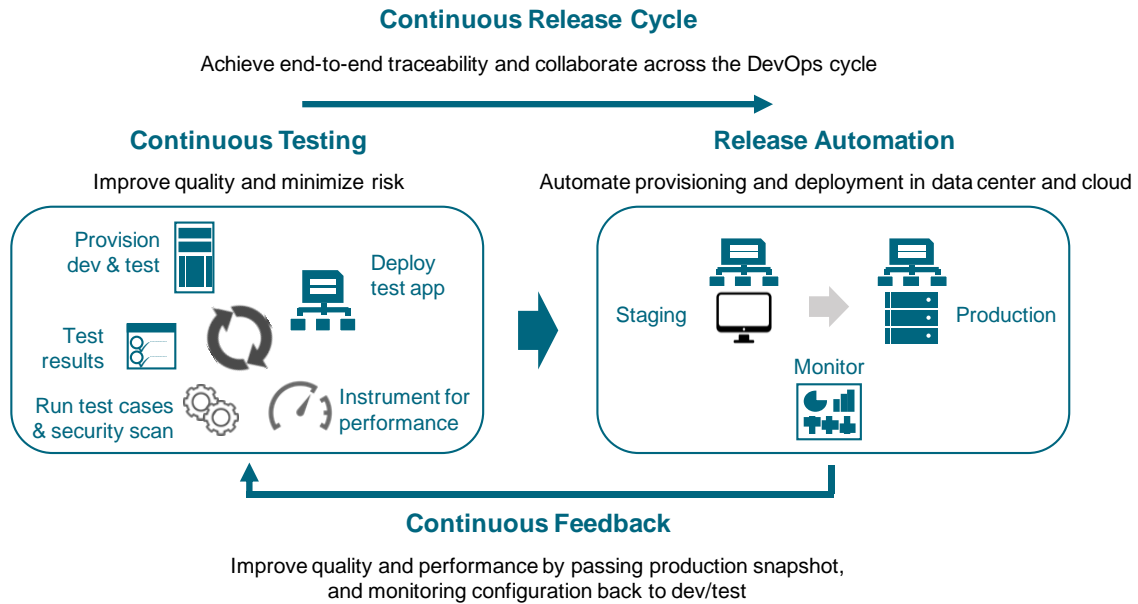 Continuous Release Cycle
Achieve end-to-end traceability and collaborate across the DevOps cycle
Continuous Testing
Improve quality and minimize risk
Provision
dev & test
Deploy
test app
Test
results
Run test cases
& security scan
Instrument for
performance
Release Automation
Automate provisioning and deployment in data center and cloud
Staging
Production
Monitor
Continuous Feedback
Improve quality and performance by passing production snapshot,
and monitoring configuration back to dev/test